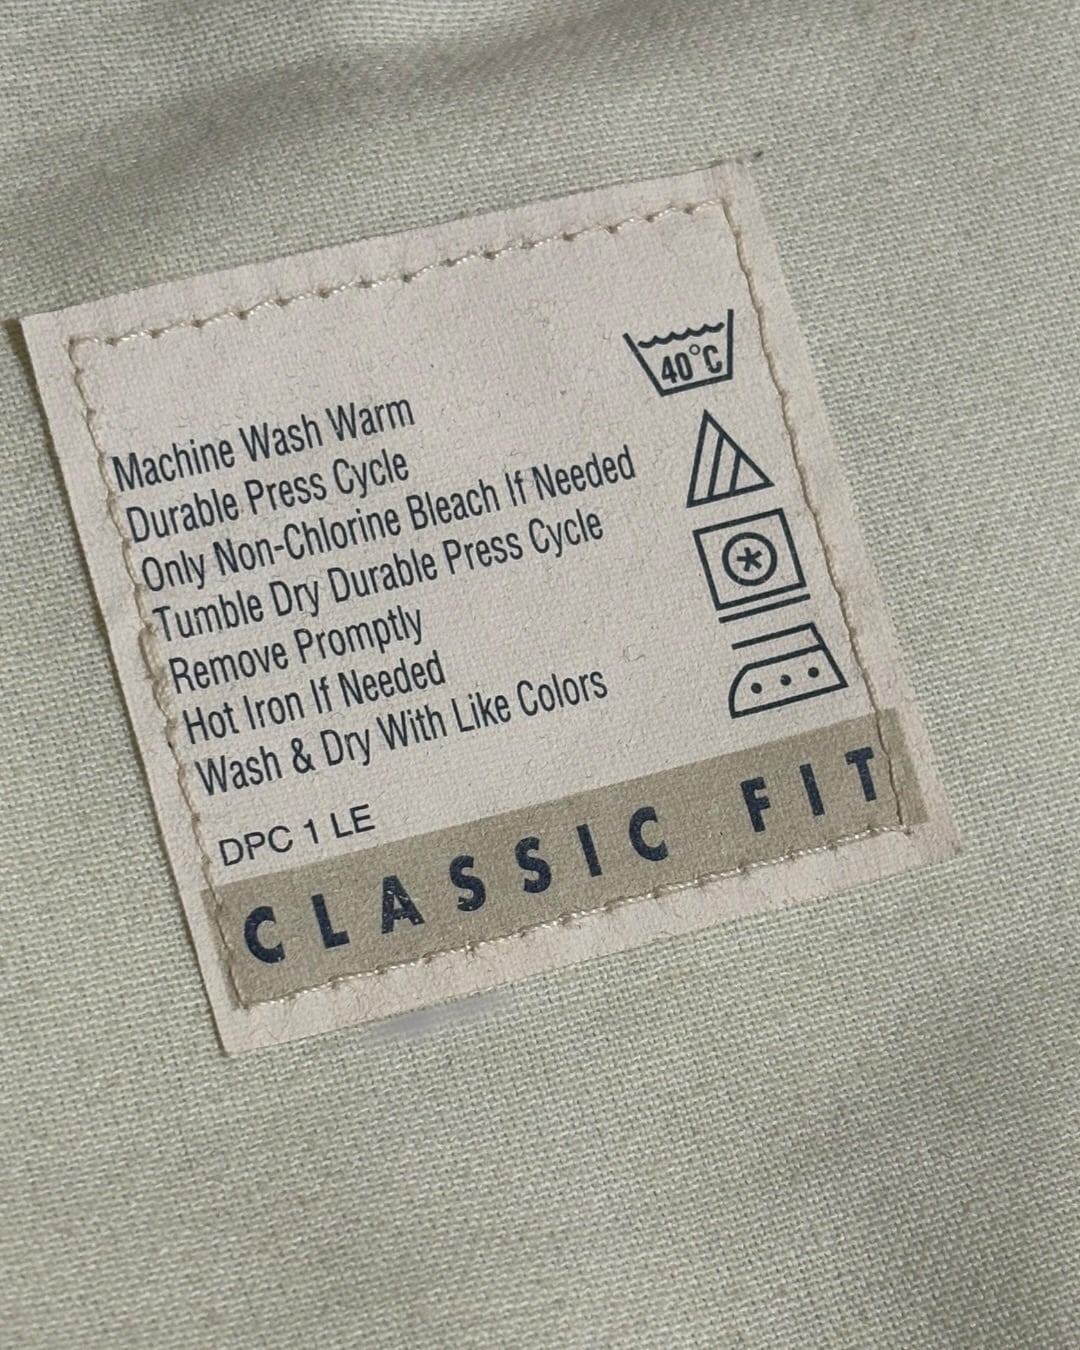 40°C
Machine Wash Warm
Durable Press Cycle
Only Non-Chlorine Bleach If Needed
Tumble Dry Durable Press Cycle
Remove Promptly
Hot Iron If Needed
Wash & Dry With Like Colors
DPC 1 LE
CLASSIC FIT